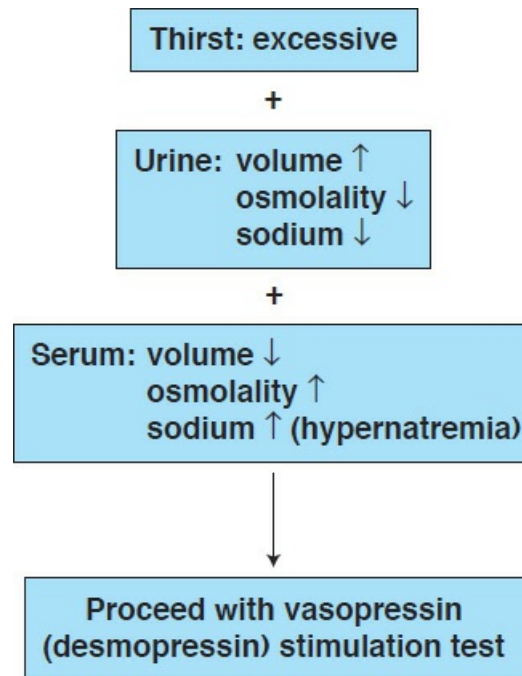 Thirst: excessive
+
Urine: volume ↑
osmolality ↓
sodium ↓
+
Serum: volume ↓
osmolality ↑
sodium ↑ (hypernatremia)
Proceed with vasopressin
(desmopressin) stimulation test